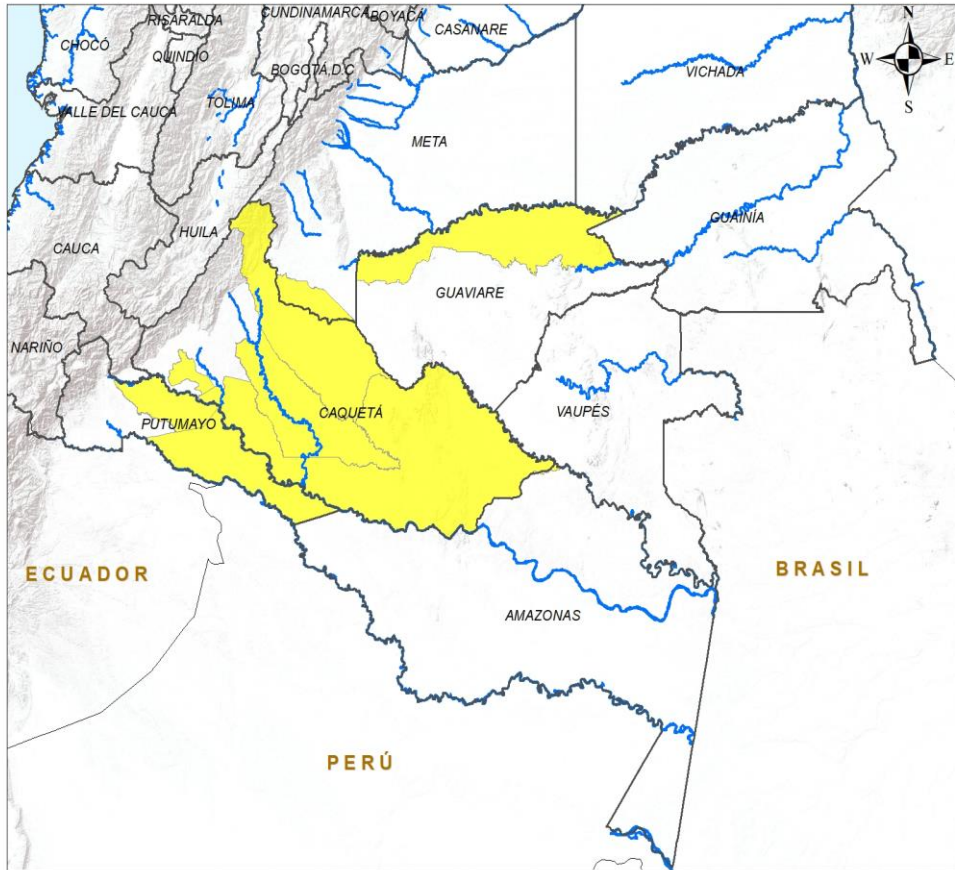 CUNDINAMARCA
BOYACÁ
RISARALDA
CASANARE
N
CHOCÓ
QUINDIO
BOGOTÁ,D.C
W
E
VICHADA
S
VALLE DEL CAUCA
TOLIMA
META
GUAINÍA
CAUCA
HUILA
GUAVIARE
NARIÑO
CAQUETÁ
VAUPÉS
PUTUMAYO
ECUADOR
BRASIL
AMAZONAS
PERÚ